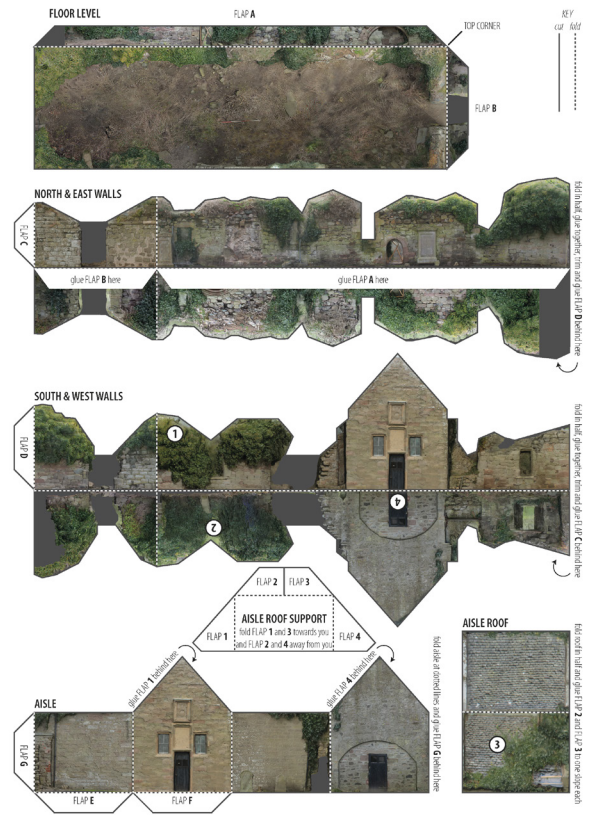 FLOOR LEVEL
FLAP A
TOP CORNER
KEY
cut fold
FLAP B
NORTH & EAST WALLS
FLAP C
glue FLAP B here
glue FLAP A here
fold in half, glue together, trim and glue FLAP D behind here
SOUTH & WEST WALLS
FLAP D
1
2
4
fold in half, glue together, trim and glue FLAP C behind here
FLAP 2
FLAP 3
AISLE ROOF SUPPORT
fold FLAP 1 and 3 towards you
and FLAP 2 and 4 away from you
FLAP 1
FLAP 4
glue FLAP 1 behind here
glue FLAP 4 behind here
AISLE
FLAP G
FLAP E
FLAP F
fold aisle at dotted lines and glue FLAP G behind here
AISLE ROOF
3
fold roof in half and glue FLAP 2 and FLAP 3 to one slope each